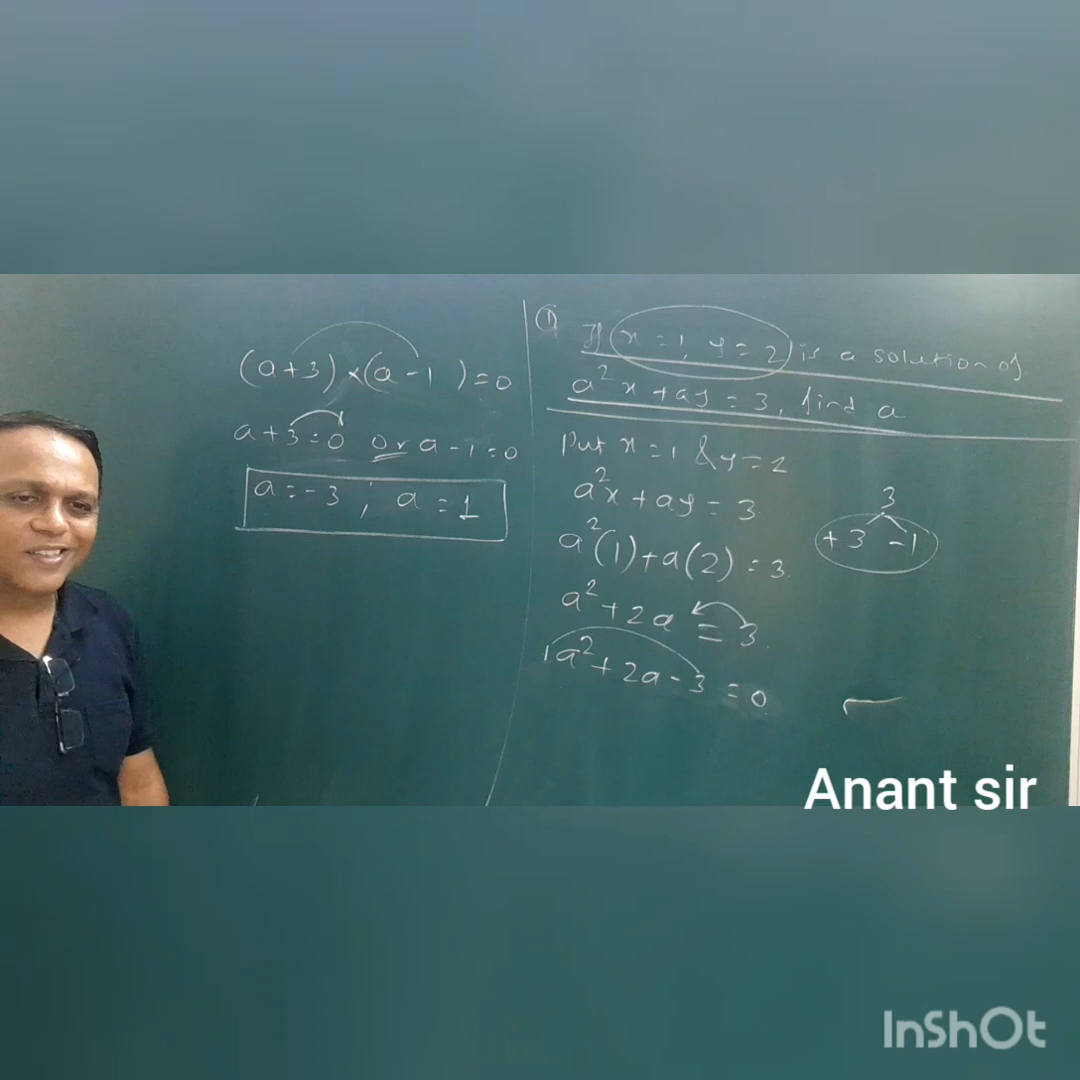 ① If x = 1, y = 2 is a solution of
a²x + ay = 3, find a
Put x = 1 & y = 2
a²x + ay = 3
a²(1) + a(2) = 3
a² + 2a = 3
1a² + 2a - 3 = 0
3
+3 -1
(a+3)×(a-1)=0
a+3=0 or a-1=0
a=-3 ; a=1
Anant sir
InShOt